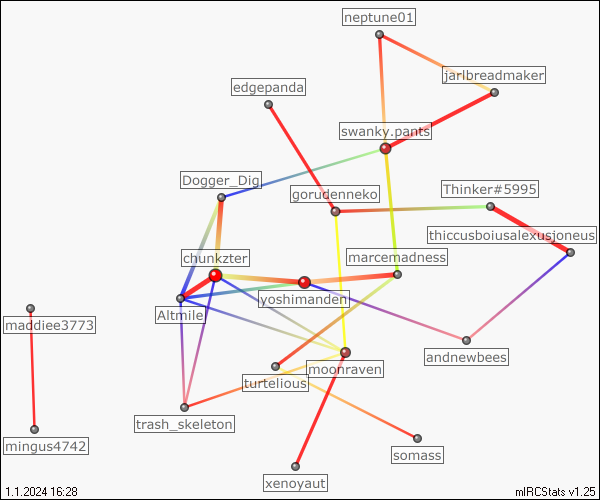 neptune01
jarlbreadmaker
edgepanda
swanky.pants
Dogger_Dig
gorudenneko
Thinker#5995
thiccusboiusalexusjoneus
chunkzter
marcemadness
yoshimanden
Altmile
maddiee3773
andnewbees
moonraven
turtelious
trash_skeleton
mingus4742
somass
xenoyaut
1.1.2024 16:28
mIRCStats v1.25